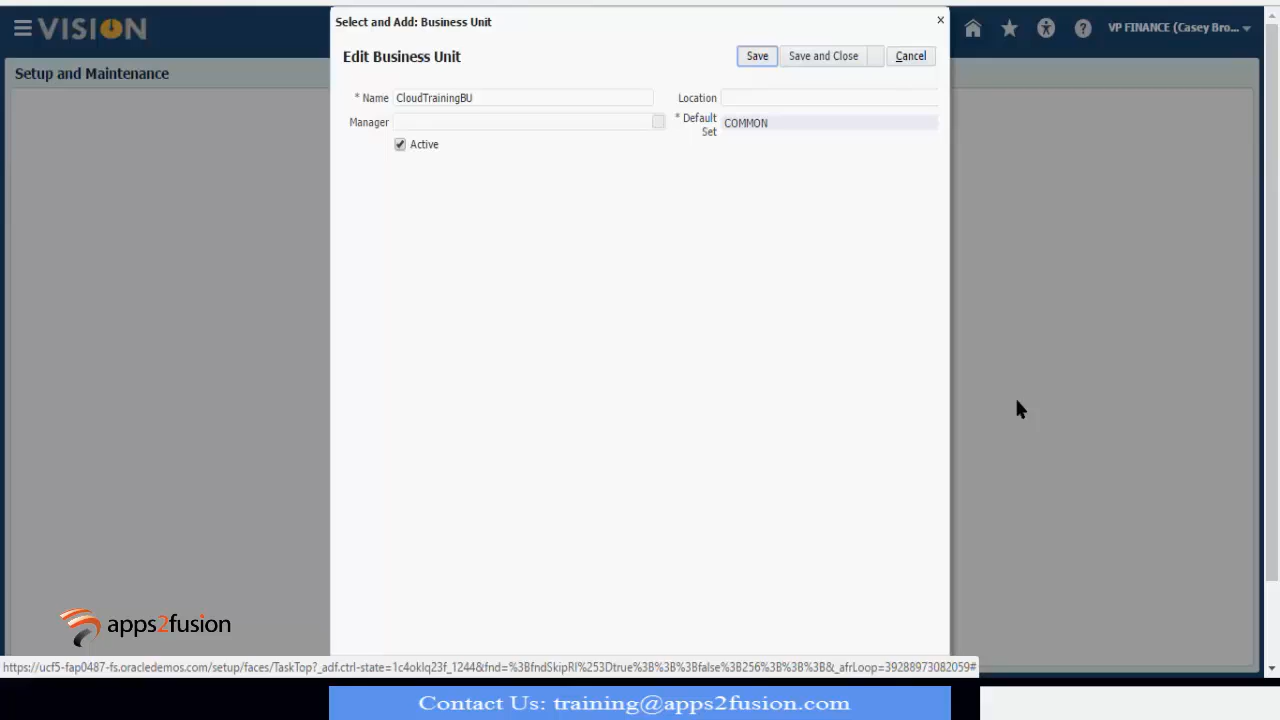 Select and Add: Business Unit
×
VISION
VP FINANCE (Casey Bro...
Setup and Maintenance
Edit Business Unit
Save
Save and Close
Cancel
* Name CloudTrainingBU
Location
Manager
* Default Set COMMON
Active
apps2fusion
https://ucf5-fap0487-fs.oracledemos.com/setup/faces/TaskTop?_adf.ctrl-state=1c4oklq23f_1244&fnd=%3BfndSkipRI%253Dtrue%3B%3B%3Bfalse%3B256%3B%3B%3B&_afrLoop=39288973082059#
Contact Us: training@apps2fusion.com